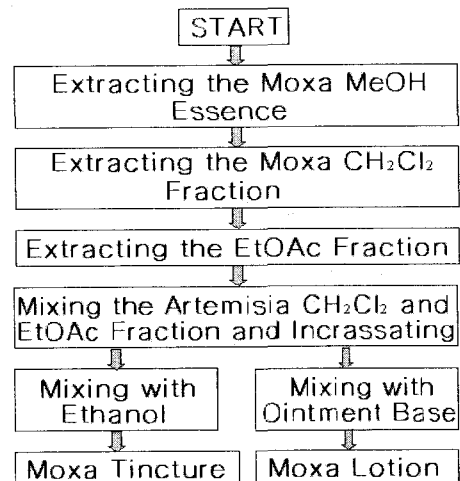 START
Extracting the Moxa MeOH
Essence
Extracting the Moxa CH₂Cl₂
Fraction
Extracting the EtOAc Fraction
Mixing the Artemisia CH₂Cl₂ and
EtOAc Fraction and Incrassating
Mixing with
Ethanol
Mixing with
Ointment Base
Moxa Tincture
Moxa Lotion